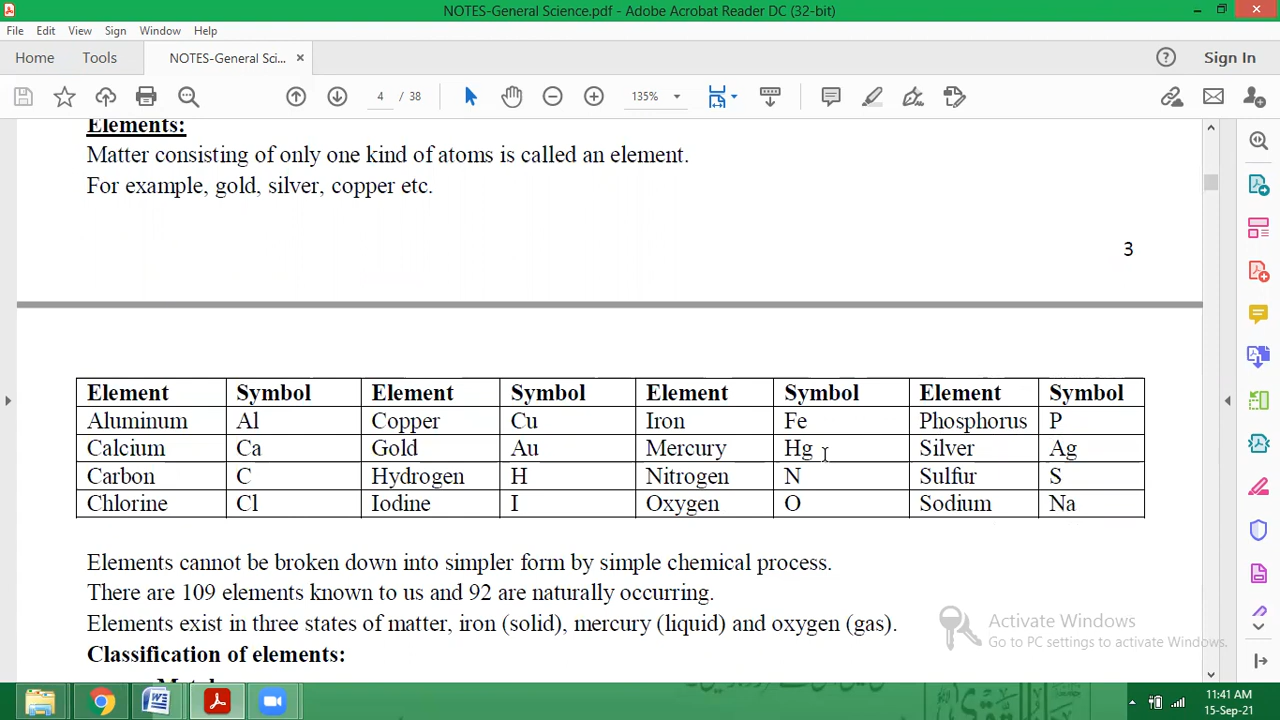 NOTES-General Science.pdf - Adobe Acrobat Reader DC (32-bit)
File Edit View Sign Window Help
Home Tools NOTES-General Sci... × Sign In
4 / 38 135%
Elements:
Matter consisting of only one kind of atoms is called an element.
For example, gold, silver, copper etc.
3
Element Symbol Element Symbol Element Symbol Element Symbol
Aluminum Al Copper Cu Iron Fe Phosphorus P
Calcium Ca Gold Au Mercury Hg Silver Ag
Carbon C Hydrogen H Nitrogen N Sulfur S
Chlorine Cl Iodine I Oxygen O Sodium Na
Elements cannot be broken down into simpler form by simple chemical process.
There are 109 elements known to us and 92 are naturally occurring.
Elements exist in three states of matter, iron (solid), mercury (liquid) and oxygen (gas).
Activate Windows
Go to PC settings to activate Windows.
Classification of elements:
11:41 AM
15-Sep-21